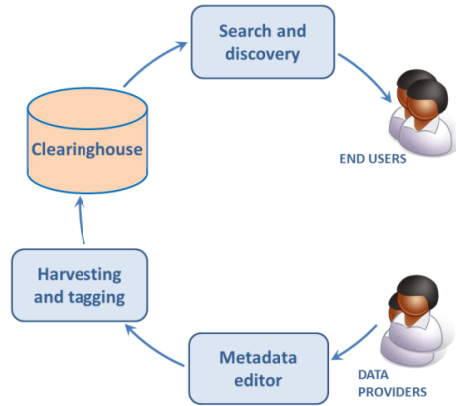 Search and
discovery
Clearinghouse
END USERS
Harvesting
and tagging
Metadata
editor
DATA
PROVIDERS